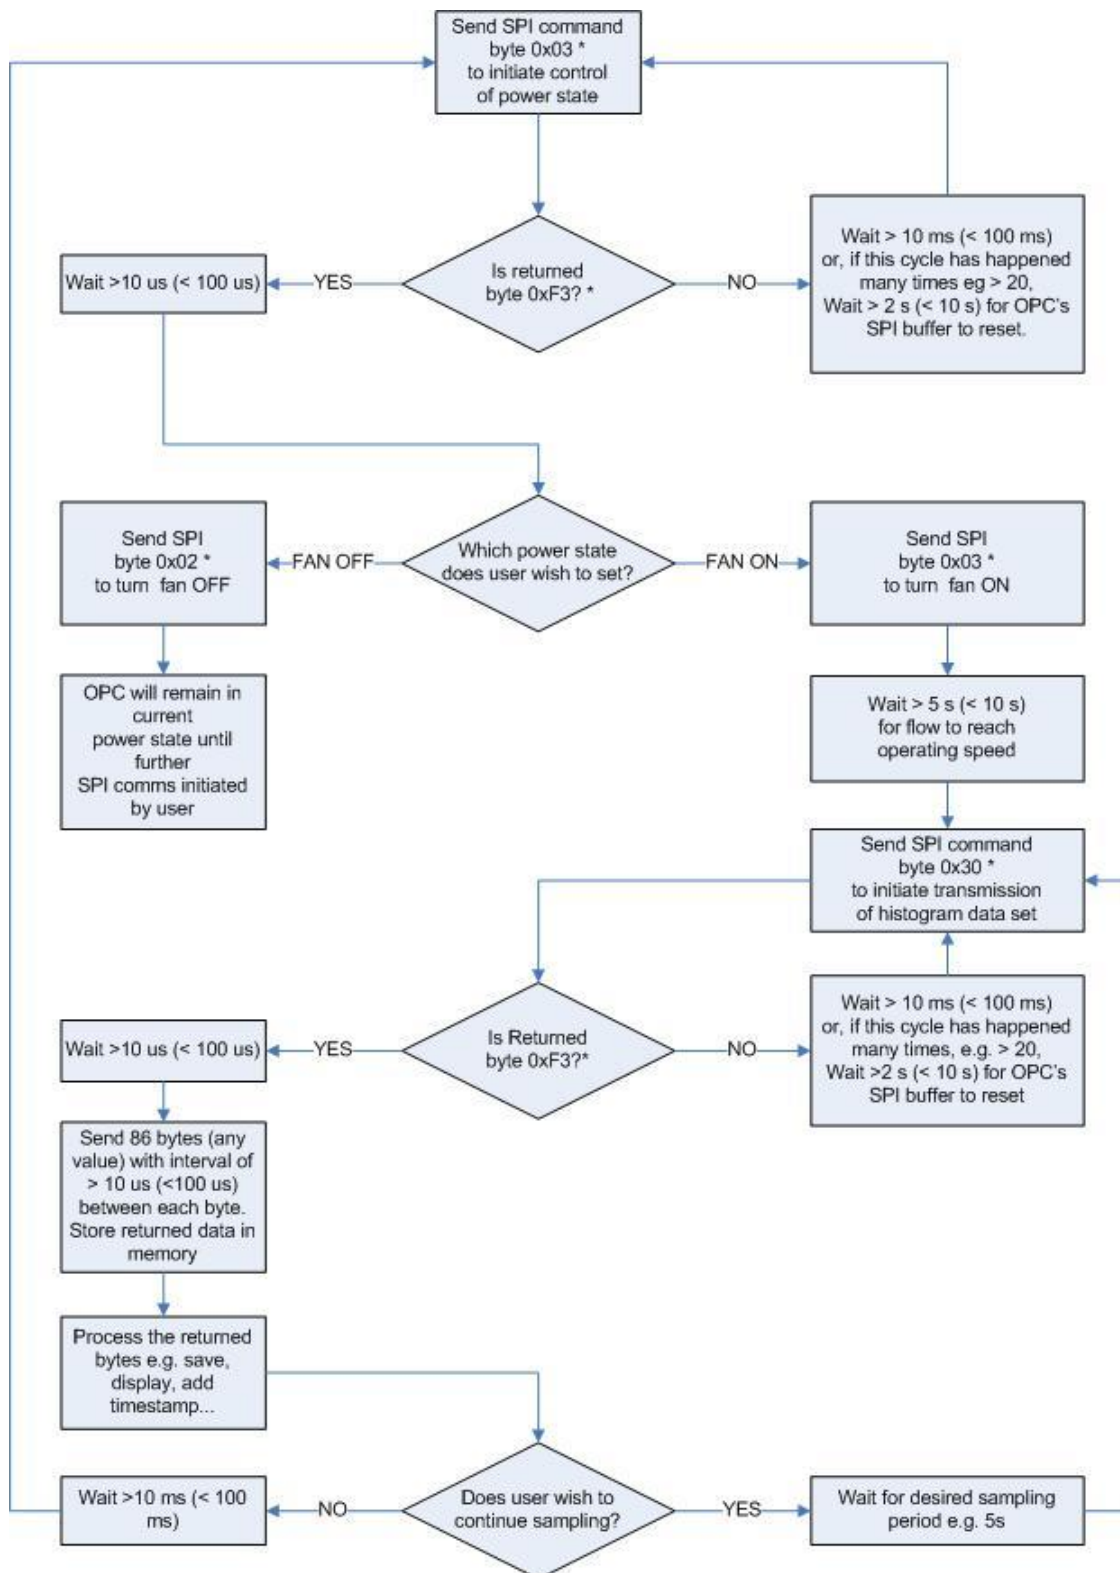 Send SPI command
byte 0x03 *
to initiate control
of power state
Is returned
byte 0xF3? *
YES
Wait >10 us (< 100 us)
NO
Wait > 10 ms (< 100 ms)
or, if this cycle has happened
many times eg > 20,
Wait > 2 s (< 10 s) for OPC's
SPI buffer to reset.
Which power state
does user wish to set?
FAN OFF
Send SPI
byte 0x02 *
to turn fan OFF
OPC will remain in
current
power state until
further
SPI comms initiated
by user
FAN ON
Send SPI
byte 0x03 *
to turn fan ON
Wait > 5 s (< 10 s)
for flow to reach
operating speed
Send SPI command
byte 0x30 *
to initiate transmission
of histogram data set
Is Returned
byte 0xF3?*
NO
Wait > 10 ms (< 100 ms)
or, if this cycle has happened
many times, e.g. > 20,
Wait >2 s (< 10 s) for OPC's
SPI buffer to reset
YES
Wait >10 us (< 100 us)
Send 86 bytes (any
value) with interval of
> 10 us (<100 us)
between each byte.
Store returned data in
memory
Process the returned
bytes e.g. save,
display, add
timestamp...
Does user wish to
continue sampling?
NO
Wait >10 ms (< 100
ms)
YES
Wait for desired sampling
period e.g. 5s